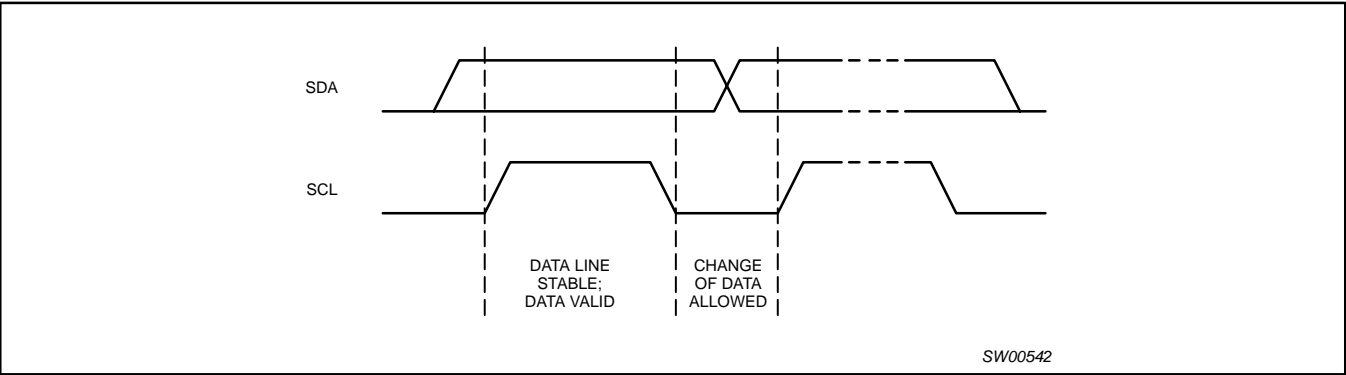 SDA
SCL
DATA LINE
STABLE;
DATA VALID
CHANGE
OF DATA
ALLOWED
SW00542